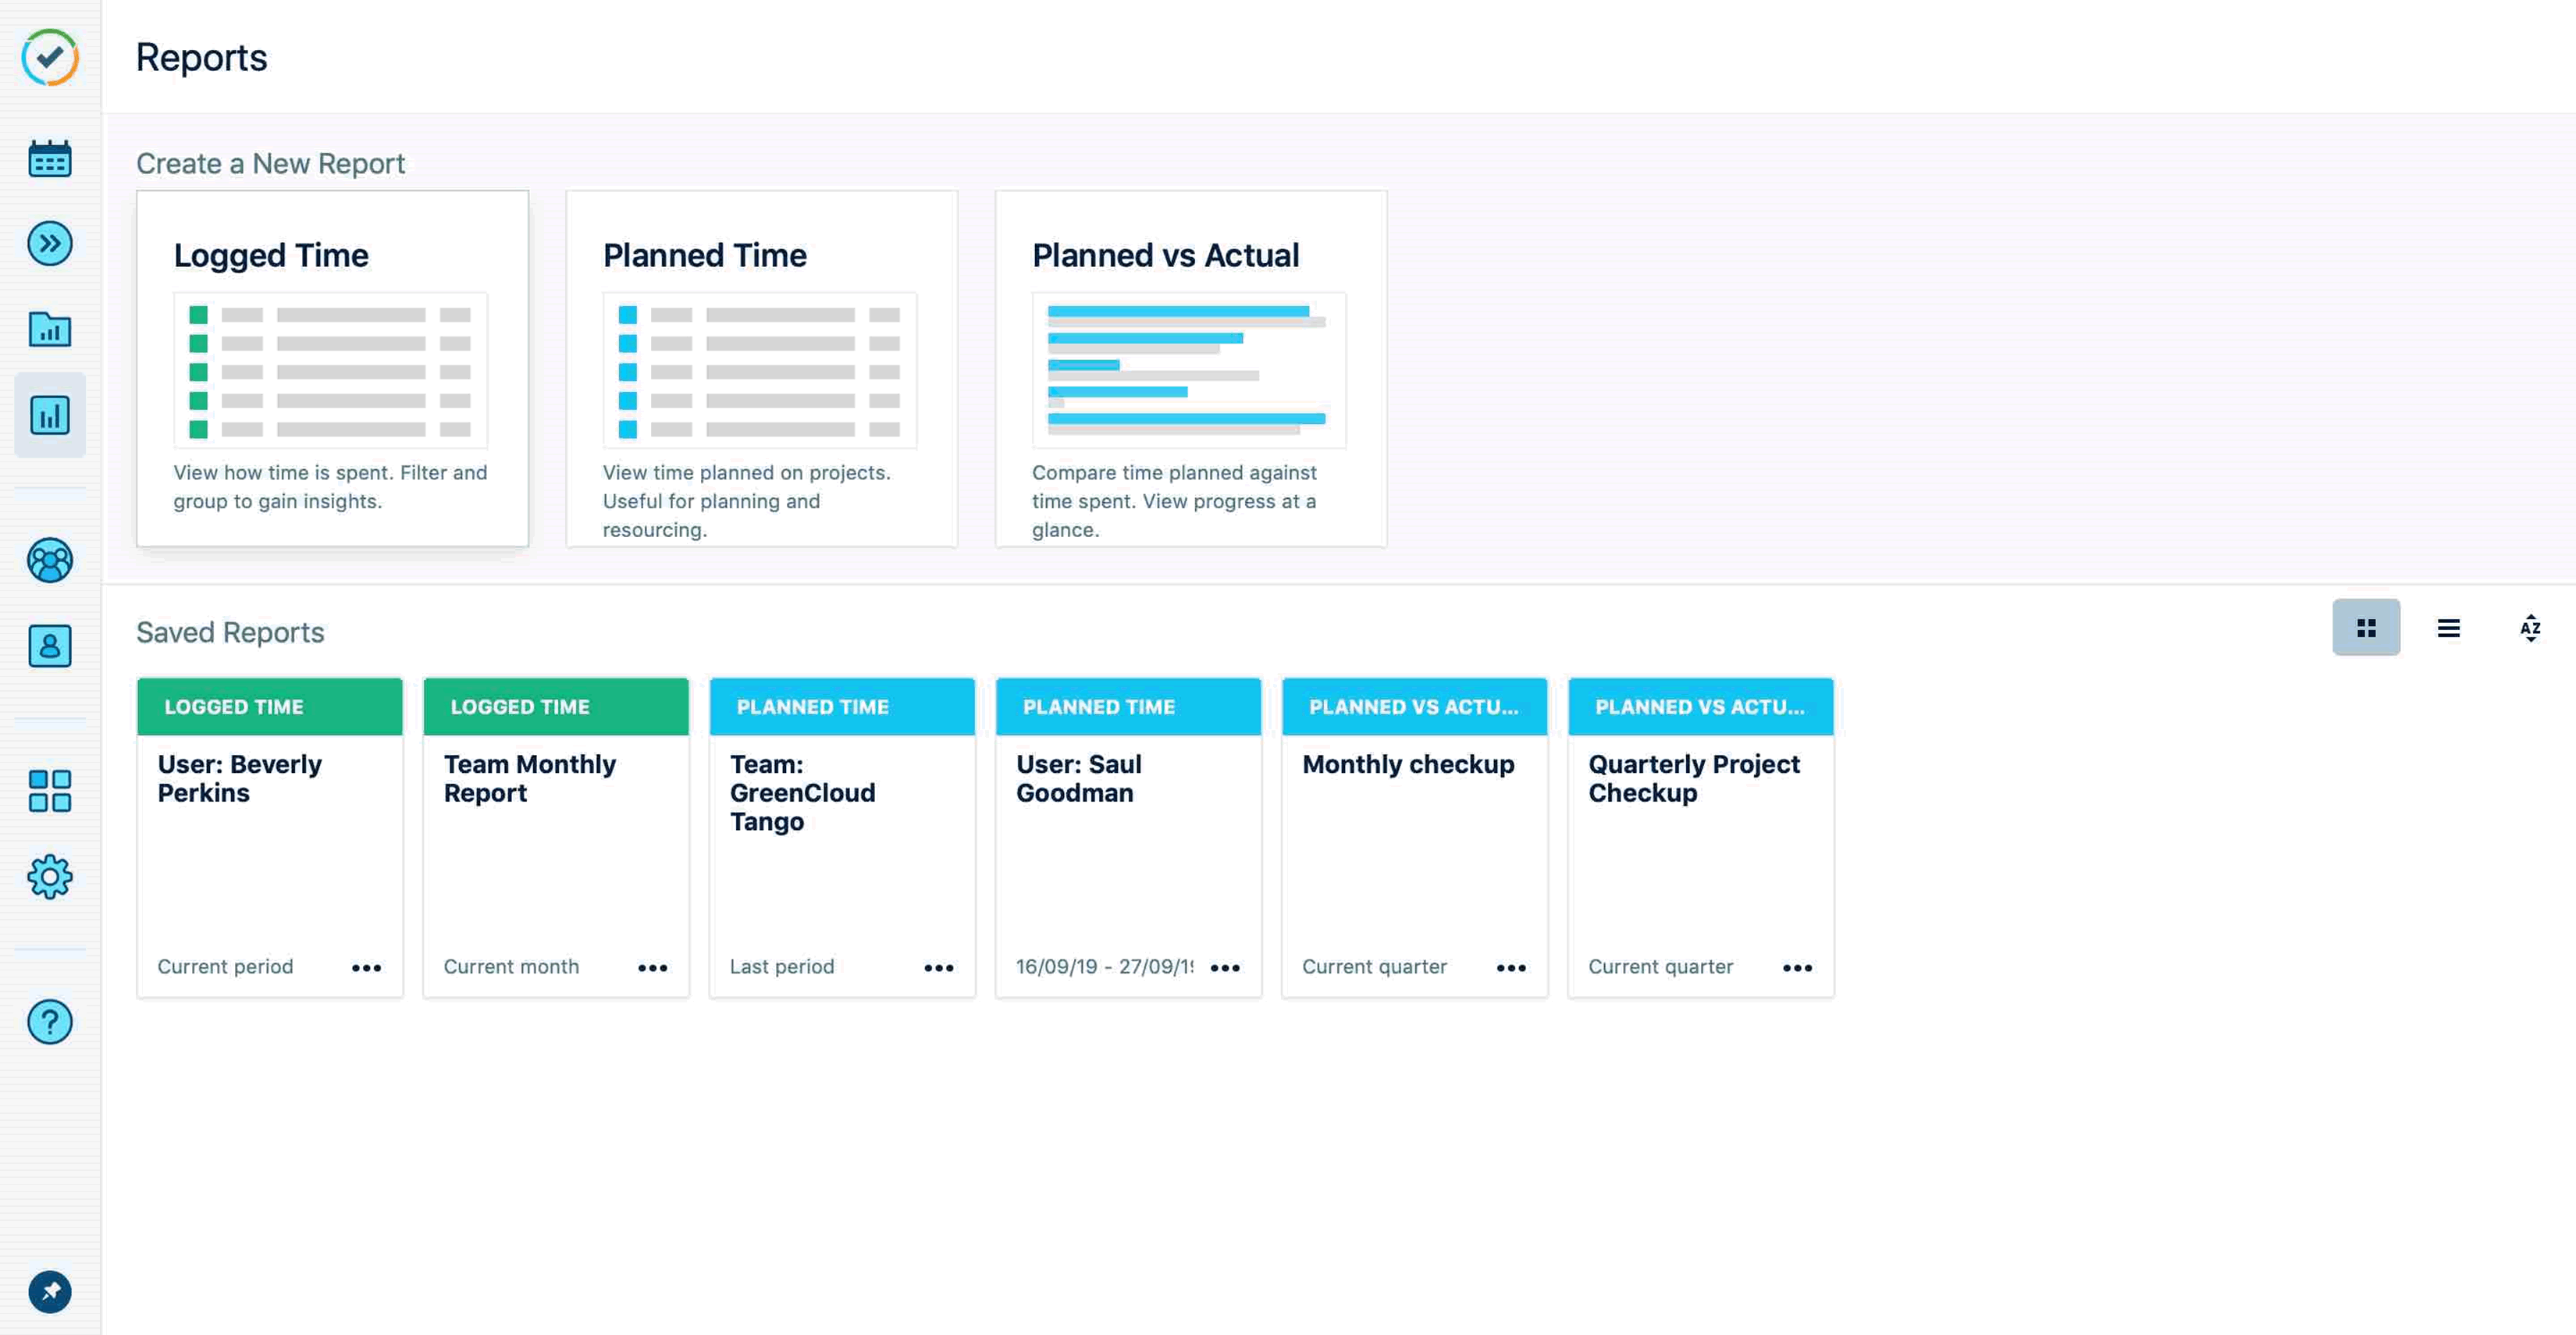 Reports
Create a New Report
Logged Time
View how time is spent. Filter and
group to gain insights.
Planned Time
View time planned on projects.
Useful for planning and
resourcing.
Planned vs Actual
Compare time planned against
time spent. View progress at a
glance.
Saved Reports
AZ
LOGGED TIME
User: Beverly
Perkins
Current period
LOGGED TIME
Team Monthly
Report
Current month
PLANNED TIME
Team:
GreenCloud
Tango
Last period
PLANNED TIME
User: Saul
Goodman
16/09/19 - 27/09/19
PLANNED VS ACTU...
Monthly checkup
Current quarter
PLANNED VS ACTU...
Quarterly Project
Checkup
Current quarter
?